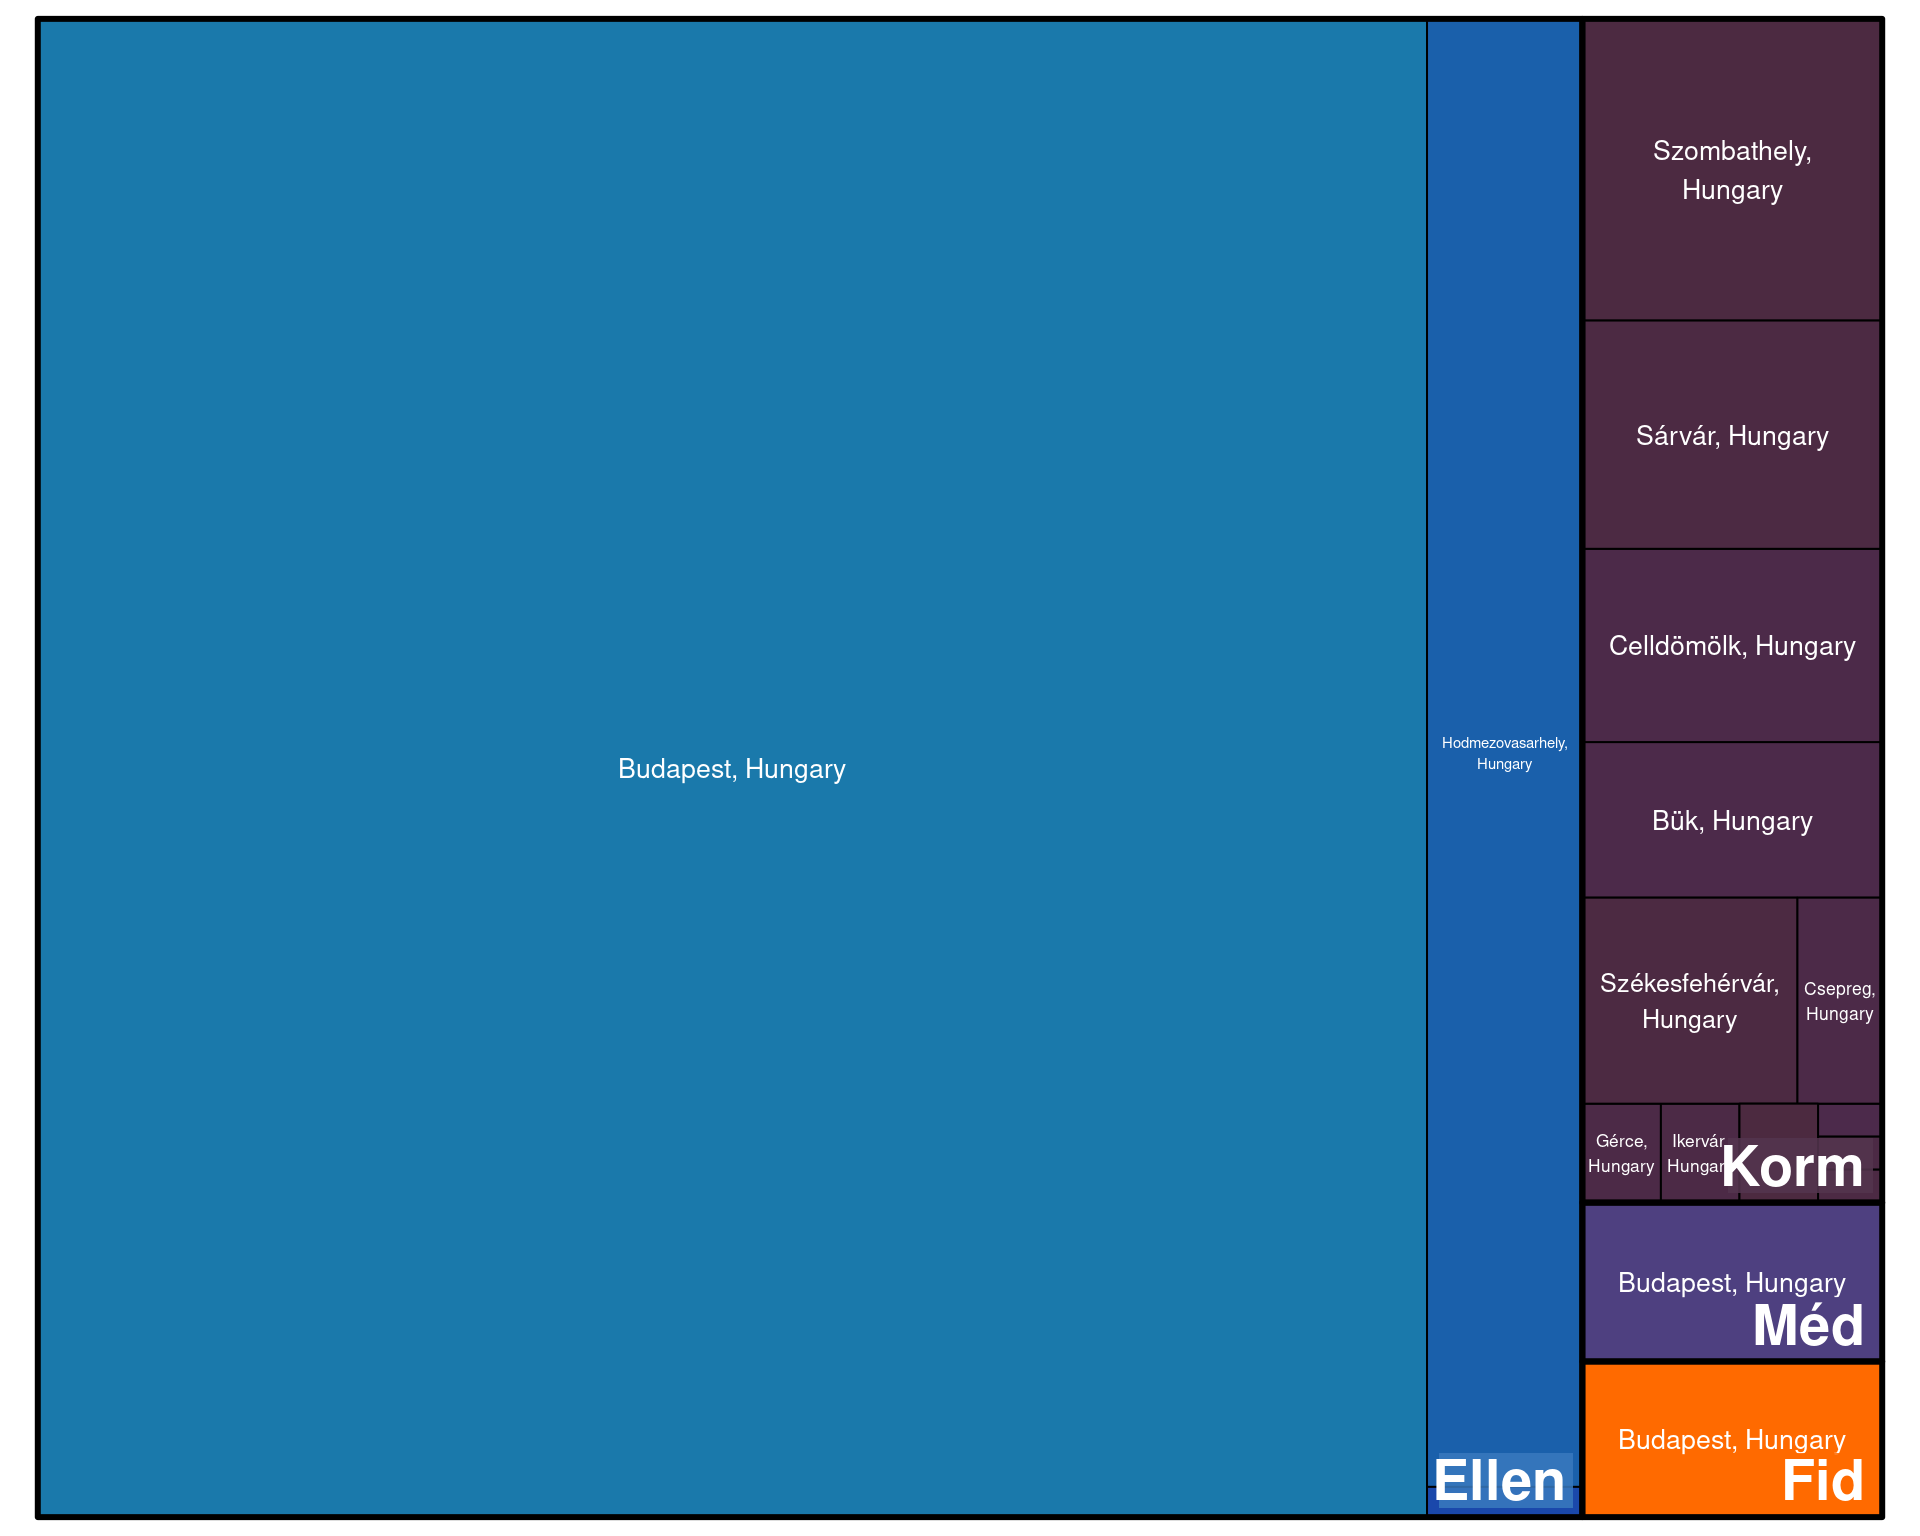 Budapest, Hungary
Hodmezovasarhely,
Hungary
Ellen
Szombathely,
Hungary
Sárvár, Hungary
Celldömölk, Hungary
Bük, Hungary
Székesfehérvár,
Hungary
Csepreg,
Hungary
Gérce,
Hungary
Ikervár,
Hungary
Korm
Budapest, Hungary
Méd
Budapest, Hungary
Fid